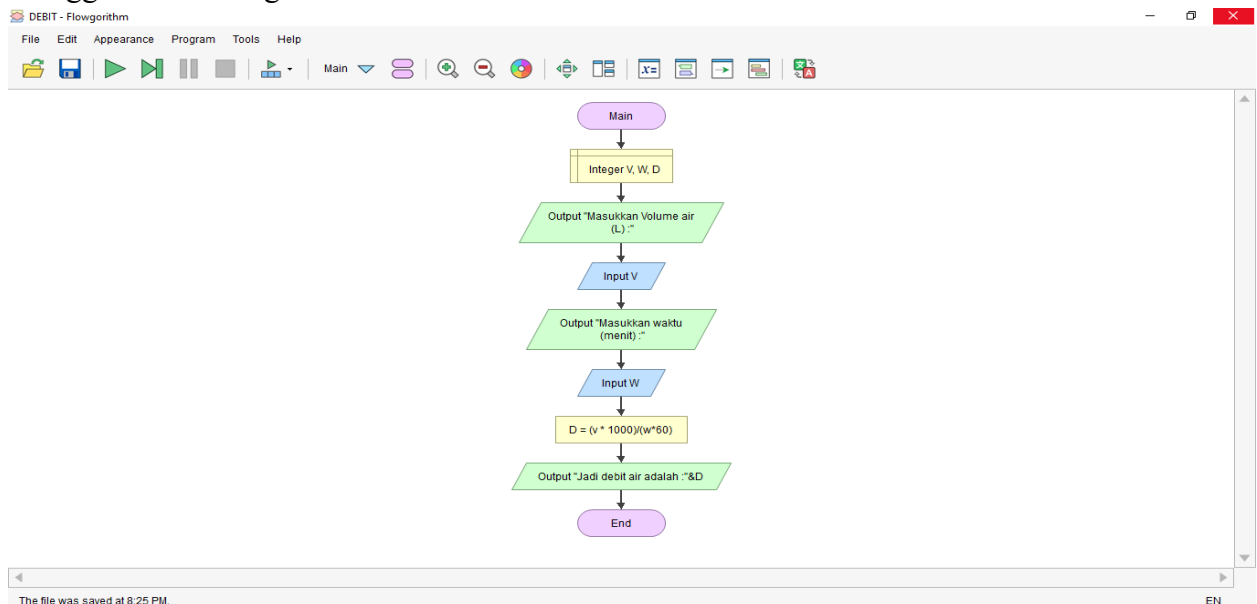 DEBIT - Flowgorithm
File Edit Appearance Program Tools Help
Main
x=
Main
Integer V, W, D
Output "Masukkan Volume air
(L) :"
Input V
Output "Masukkan waktu
(menit) :"
Input W
D = (v * 1000)/(w*60)
Output "Jadi debit air adalah :"&D
End
The file was saved at 8:25 PM.
EN